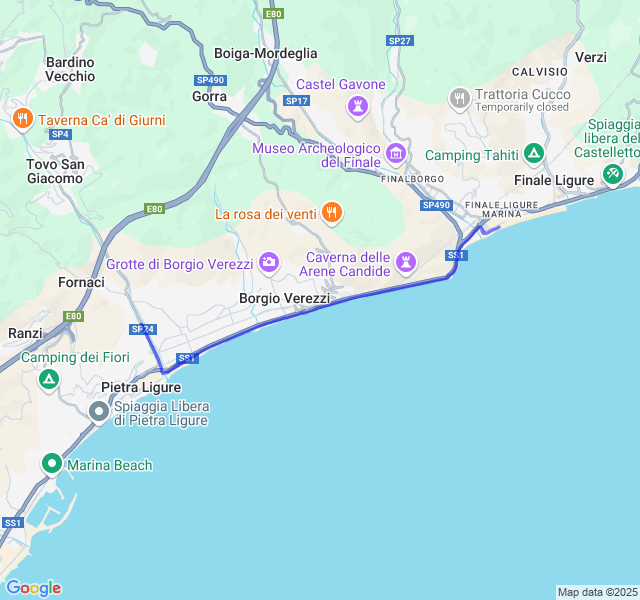 E80
SP27
Boiga-Mordeglia
Verzi
Bardino
Vecchio
CALVISIO
SP490
Castel Gavone
Gorra
SP17
Trattoria Cucco
Temporarily closed
Taverna Ca' di Giurni
Spiaggia
libera del
Castelletto
SP4
Museo Archeologico
del Finale
Camping Tahiti
Tovo San
Giacomo
FINALBORGO
Finale Ligure
E80
La rosa dei venti
SP490
FINALE LIGURE
MARINA
Grotte di Borgio Verezzi
Caverna delle
Arene Candide
SS1
Fornaci
Borgio Verezzi
E80
Ranzi
SP24
Camping dei Fiori
SS1
Pietra Ligure
Spiaggia Libera
di Pietra Ligure
Marina Beach
SS1
Google
Map data ©2025